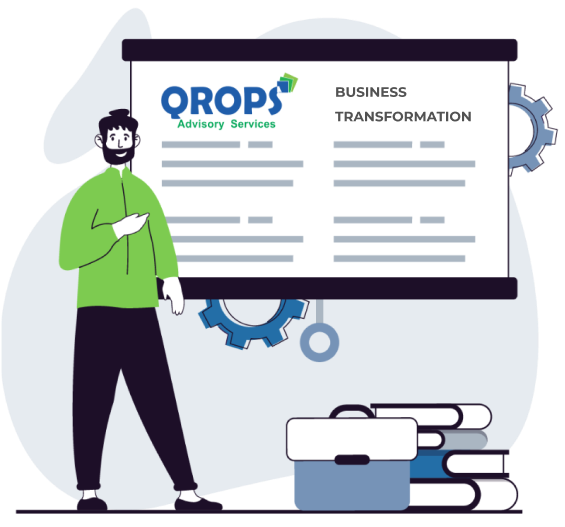 QROPS
Advisory Services
BUSINESS
TRANSFORMATION